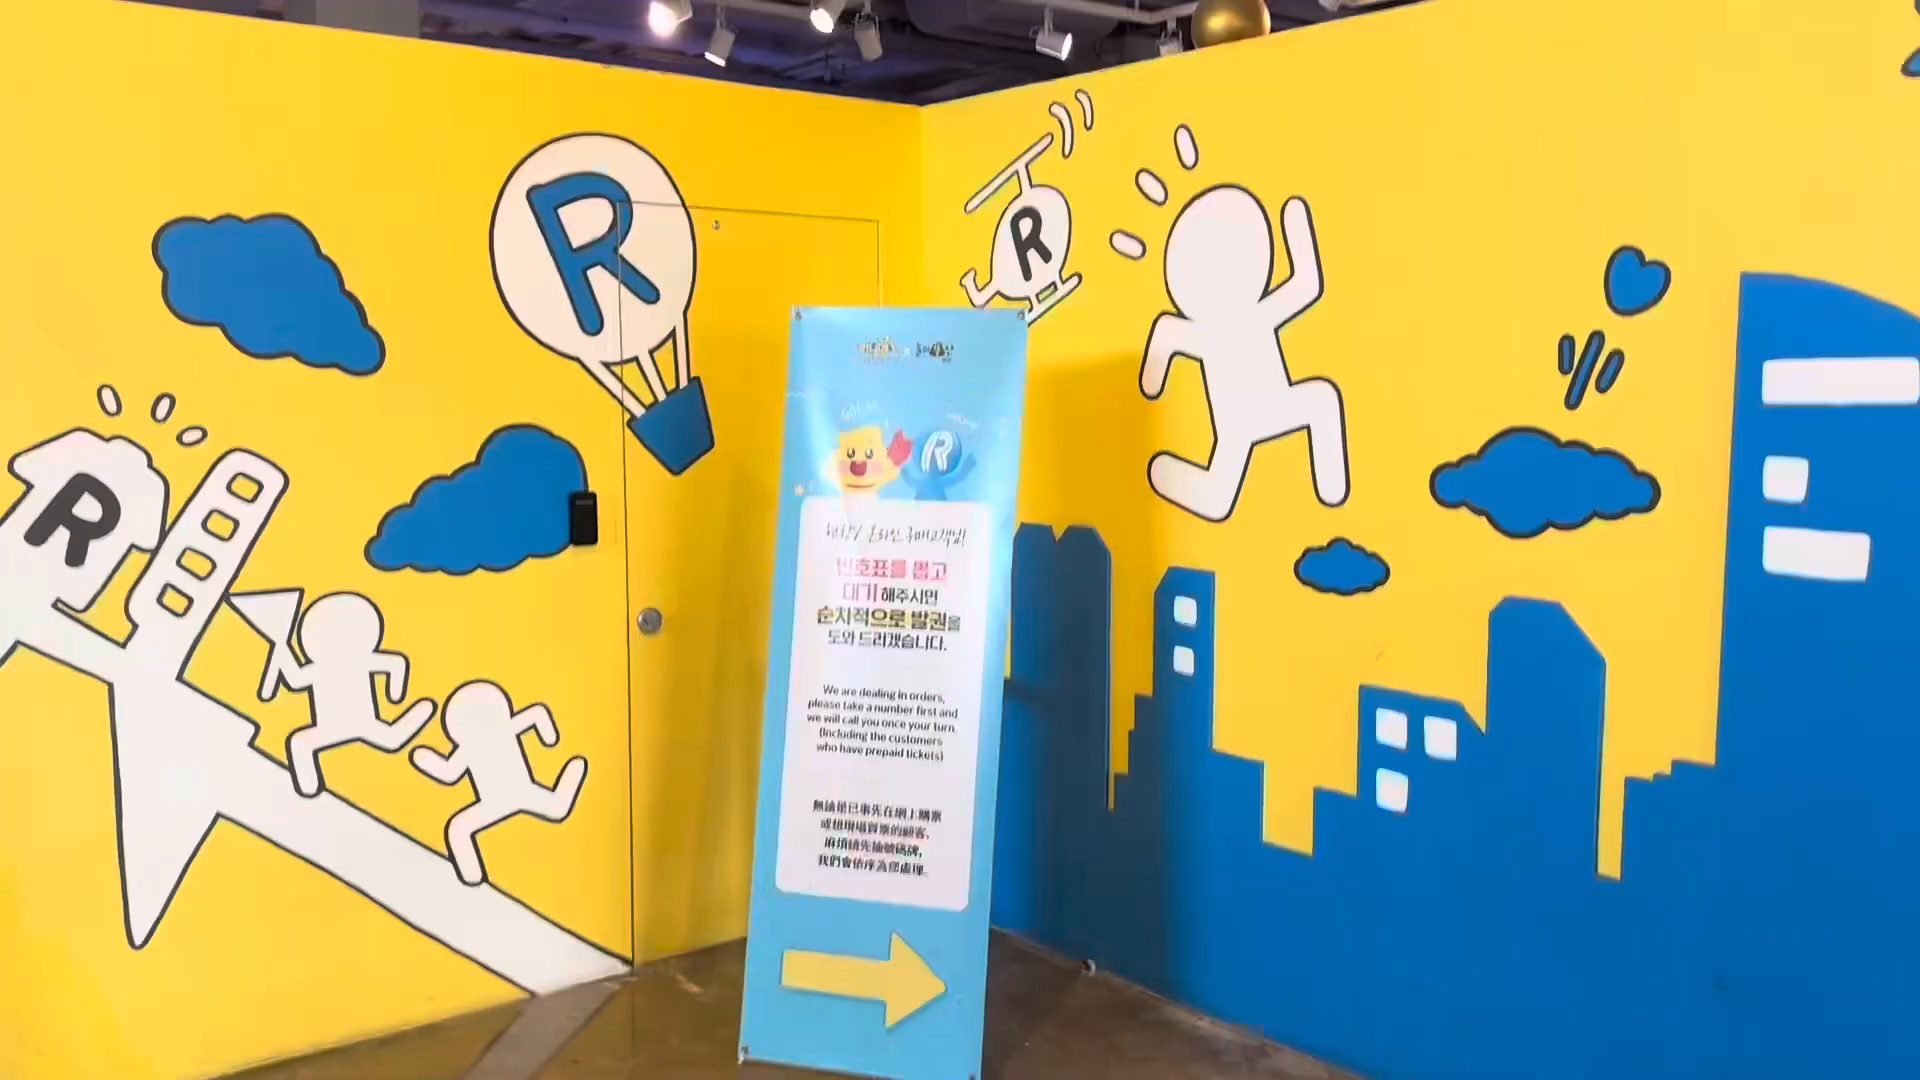 R
R
R
R
번호표를 뽑고
대기 해주시면
순차적으로 발권을
도와 드리겠습니다.
We are dealing in orders,
please take a number first and
we will call you once your turn.
(Including the customers
who have prepaid tickets)
無論是已事先在網上購票
或想現場買票的顧客,
麻煩請先抽號碼牌,
我們會依序為您處理.